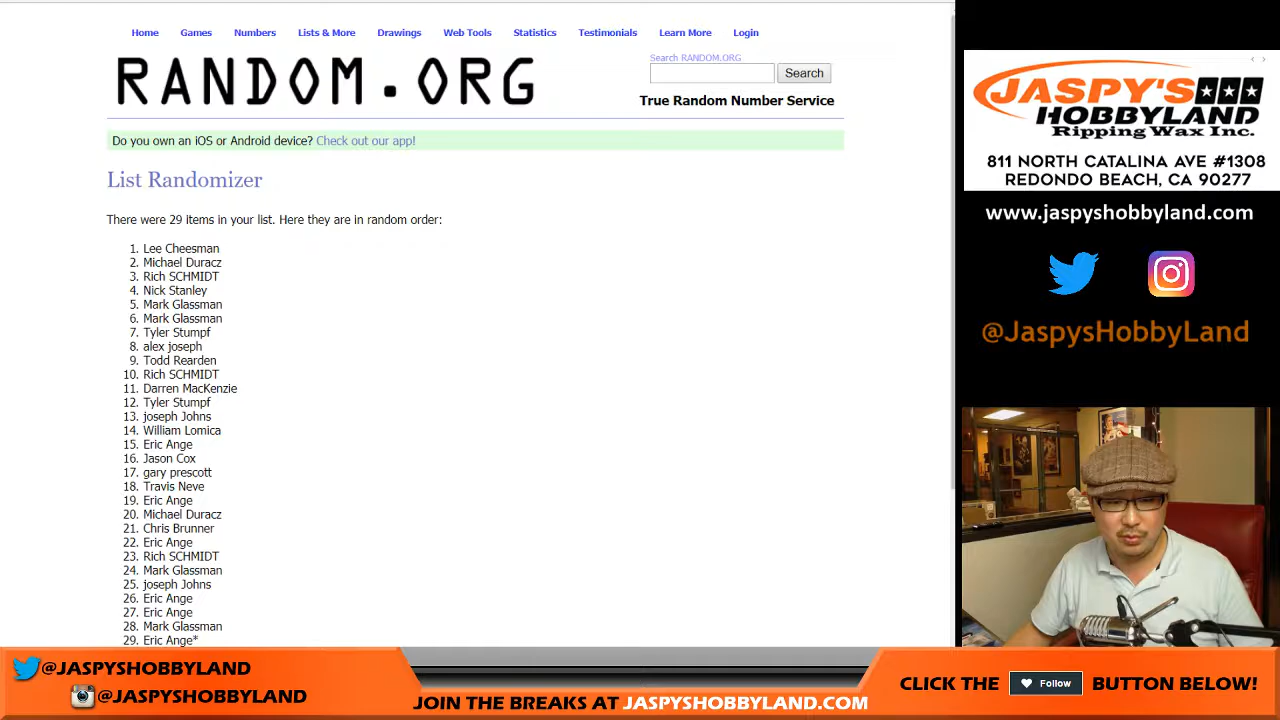 Home Games Numbers Lists & More Drawings Web Tools Statistics Testimonials Learn More Login
RANDOM.ORG
Search RANDOM.ORG
Search
True Random Number Service
Do you own an iOS or Android device? Check out our app!
List Randomizer
There were 29 items in your list. Here they are in random order:
1. Lee Cheesman
2. Michael Duracz
3. Rich SCHMIDT
4. Nick Stanley
5. Mark Glassman
6. Mark Glassman
7. Tyler Stumpf
8. alex joseph
9. Todd Rearden
10. Rich SCHMIDT
11. Darren MacKenzie
12. Tyler Stumpf
13. joseph Johns
14. William Lomica
15. Eric Ange
16. Jason Cox
17. gary prescott
18. Travis Neve
19. Eric Ange
20. Michael Duracz
21. Chris Brunner
22. Eric Ange
23. Rich SCHMIDT
24. Mark Glassman
25. joseph Johns
26. Eric Ange
27. Eric Ange
28. Mark Glassman
29. Eric Ange*
JASPY'S
HOBBYLAND
Ripping Wax Inc.
811 NORTH CATALINA AVE #1308
REDONDO BEACH, CA 90277
www.jaspyshobbyland.com
@JaspysHobbyLand
@JASPYSHOBBYLAND
@JASPYSHOBBYLAND
JOIN THE BREAKS AT JASPYSHOBBYLAND.COM
CLICK THE Follow BUTTON BELOW!